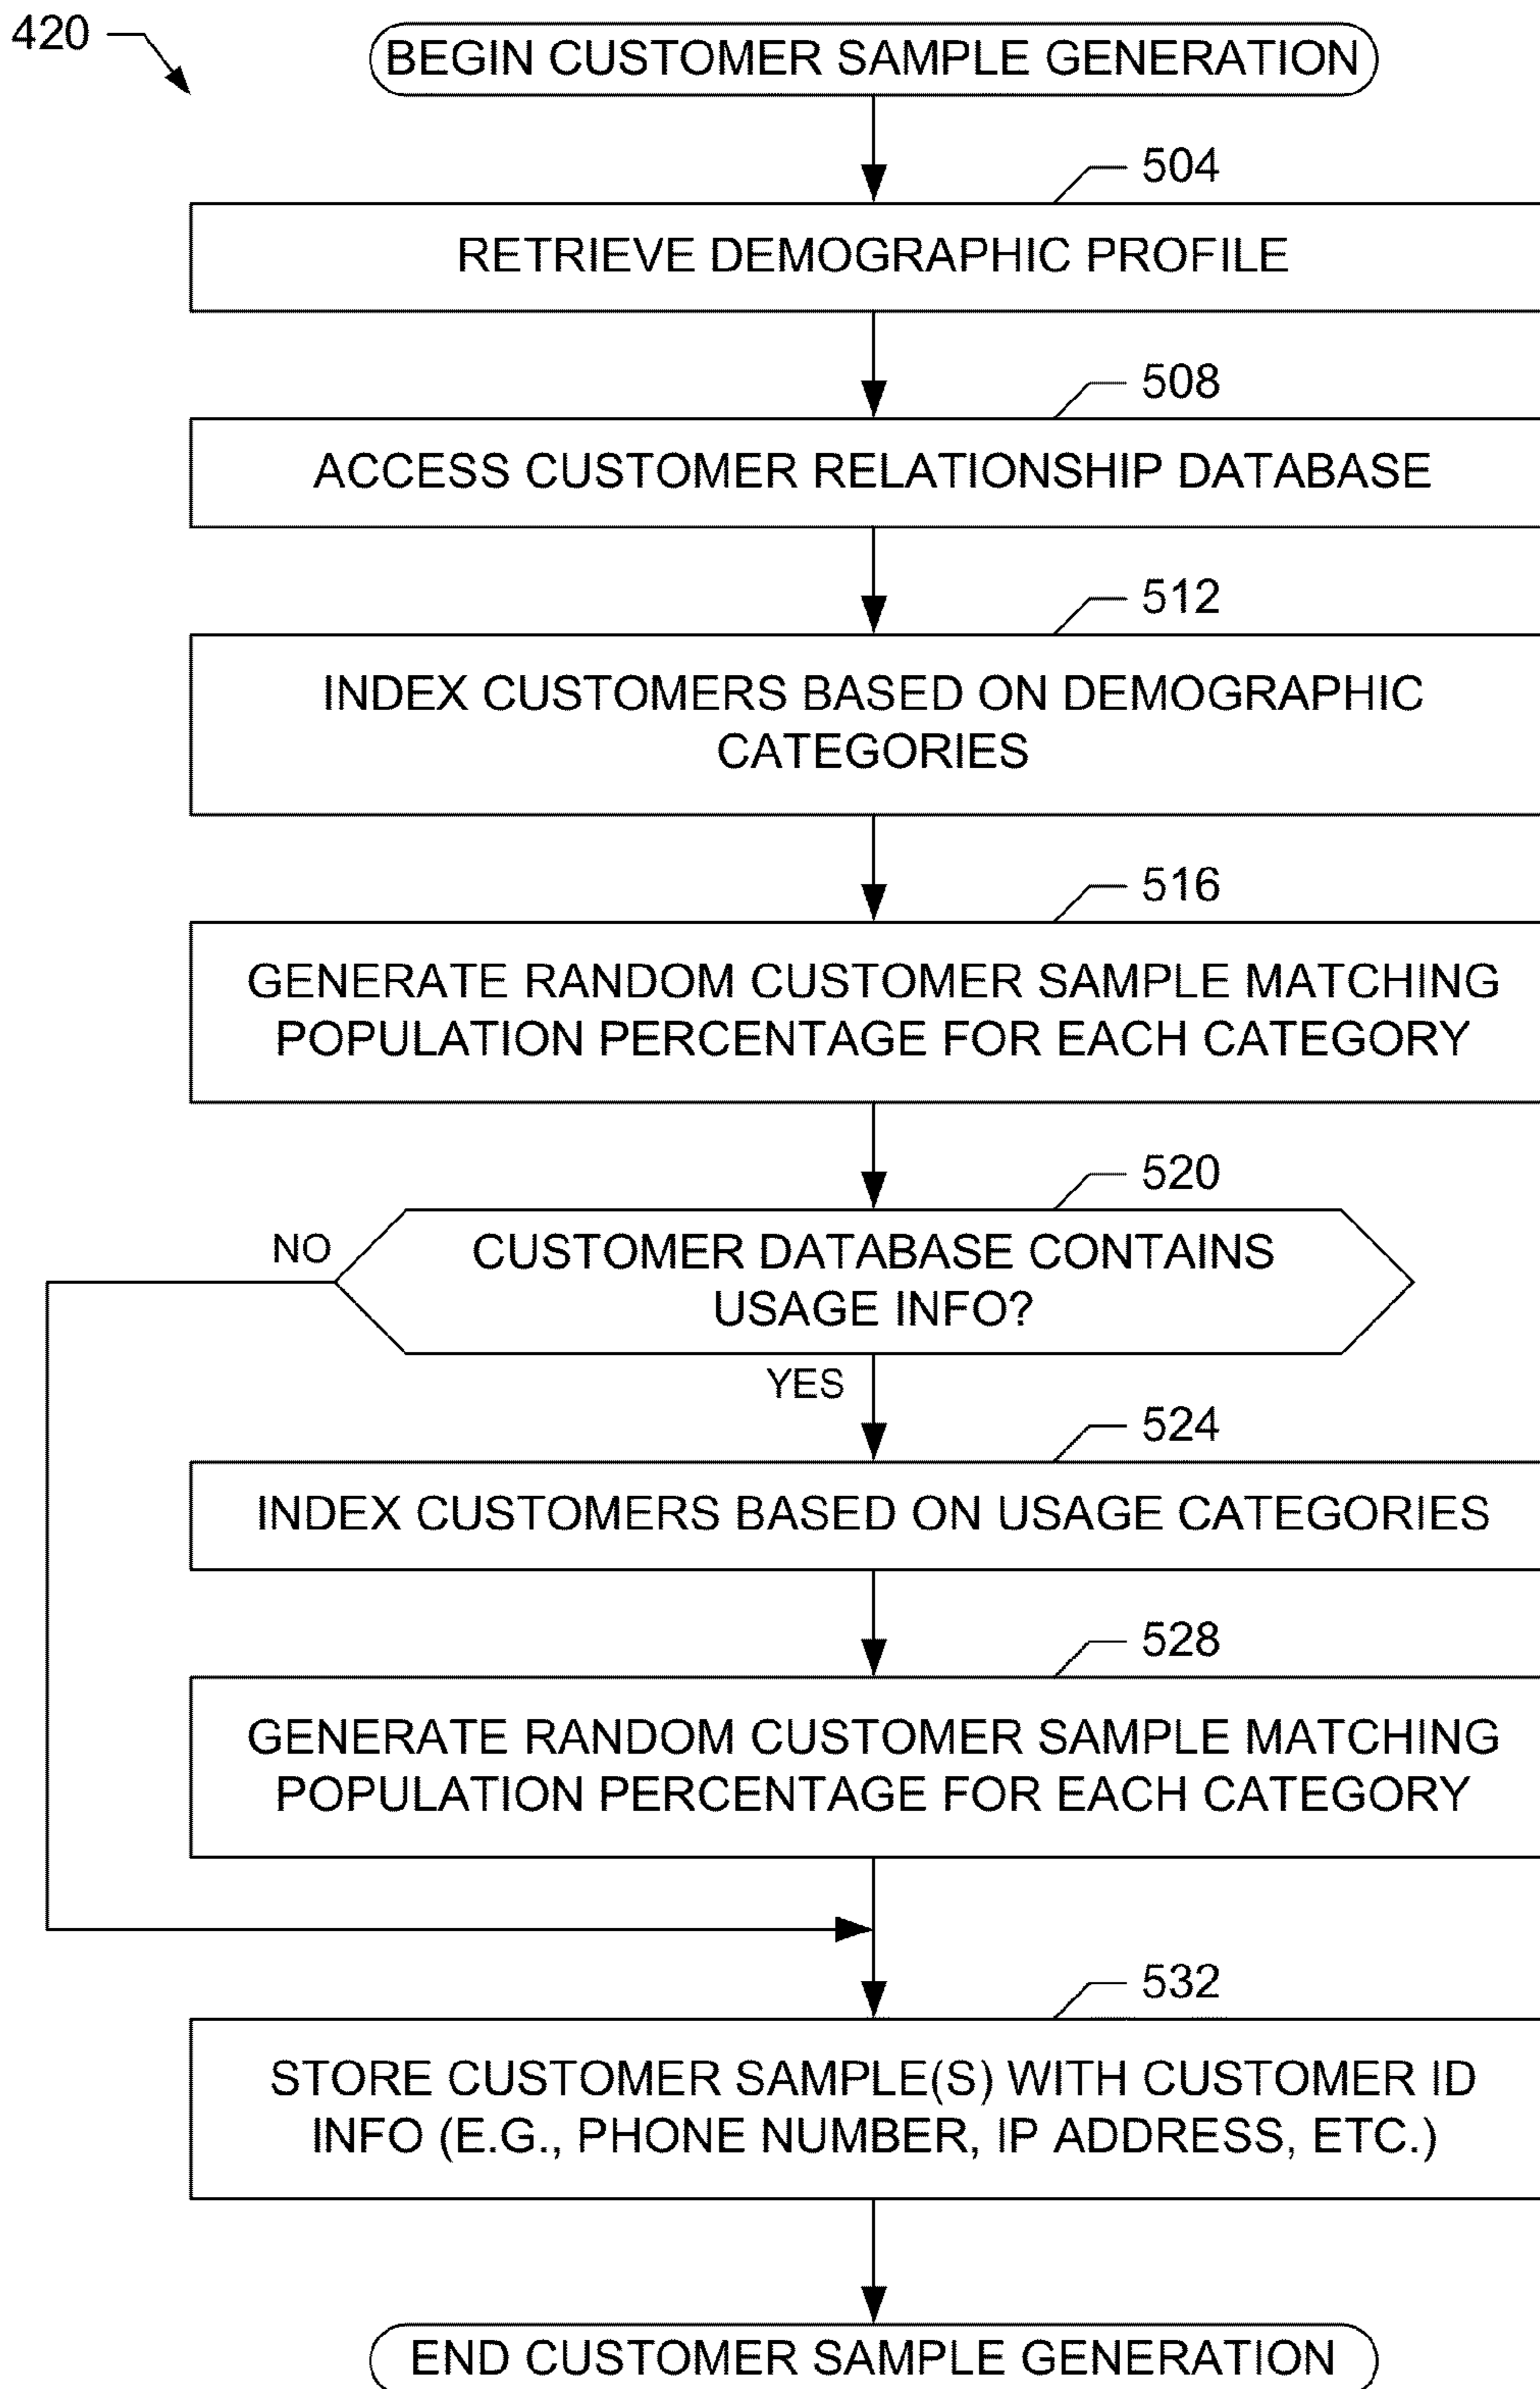 420
BEGIN CUSTOMER SAMPLE GENERATION
504
RETRIEVE DEMOGRAPHIC PROFILE
508
ACCESS CUSTOMER RELATIONSHIP DATABASE
512
INDEX CUSTOMERS BASED ON DEMOGRAPHIC
CATEGORIES
516
GENERATE RANDOM CUSTOMER SAMPLE MATCHING
POPULATION PERCENTAGE FOR EACH CATEGORY
520
NO
CUSTOMER DATABASE CONTAINS
USAGE INFO?
YES
524
INDEX CUSTOMERS BASED ON USAGE CATEGORIES
528
GENERATE RANDOM CUSTOMER SAMPLE MATCHING
POPULATION PERCENTAGE FOR EACH CATEGORY
532
STORE CUSTOMER SAMPLE(S) WITH CUSTOMER ID
INFO (E.G., PHONE NUMBER, IP ADDRESS, ETC.)
END CUSTOMER SAMPLE GENERATION